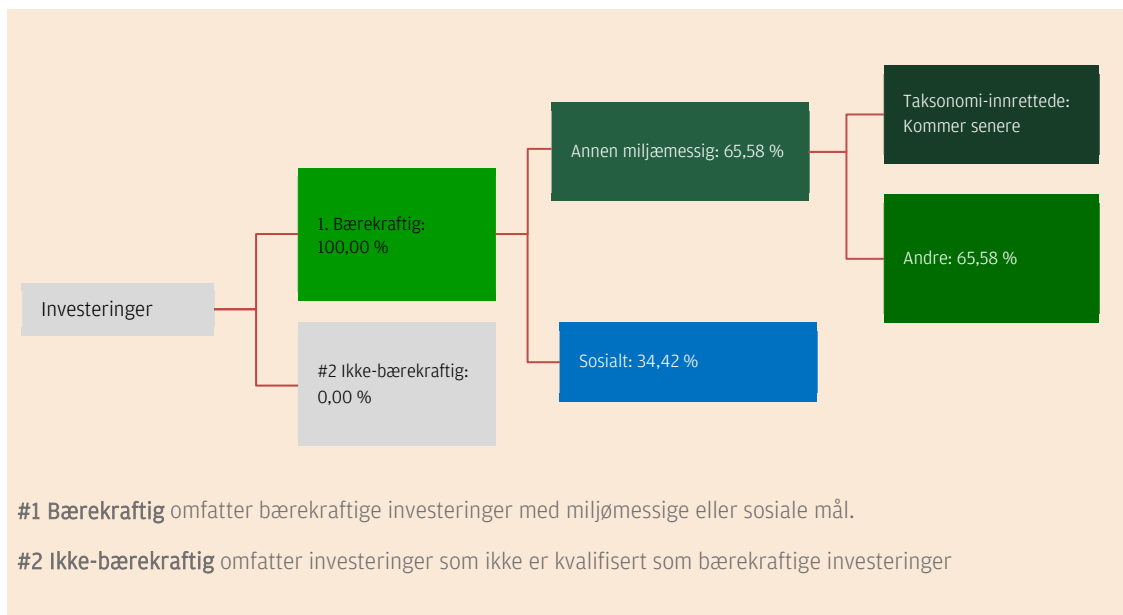 Investeringer
1. Bærekraftig:
100,00 %
#2 Ikke-bærekraftig:
0,00 %
Annen miljæmessig: 65,58 %
Sosialt: 34,42 %
Taksonomi-innrettede:
Kommer senere
Andre: 65,58 %
#1 Bærekraftig omfatter bærekraftige investeringer med miljømessige eller sosiale mål.
#2 Ikke-bærekraftig omfatter investeringer som ikke er kvalifisert som bærekraftige investeringer